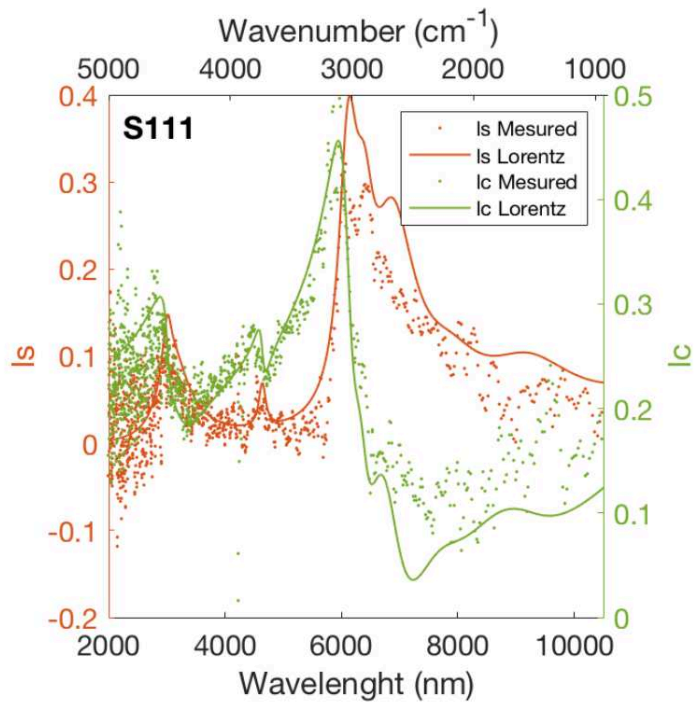 Wavenumber (cm-1)
5000 4000 3000 2000 1000
S111
Is Mesured
Is Lorentz
Ic Mesured
Ic Lorentz
0.4
0.3
0.2
0.1
0
-0.1
-0.2
Is
0.5
0.4
0.3
0.2
0.1
0
Ic
2000 4000 6000 8000 10000
Wavelenght (nm)